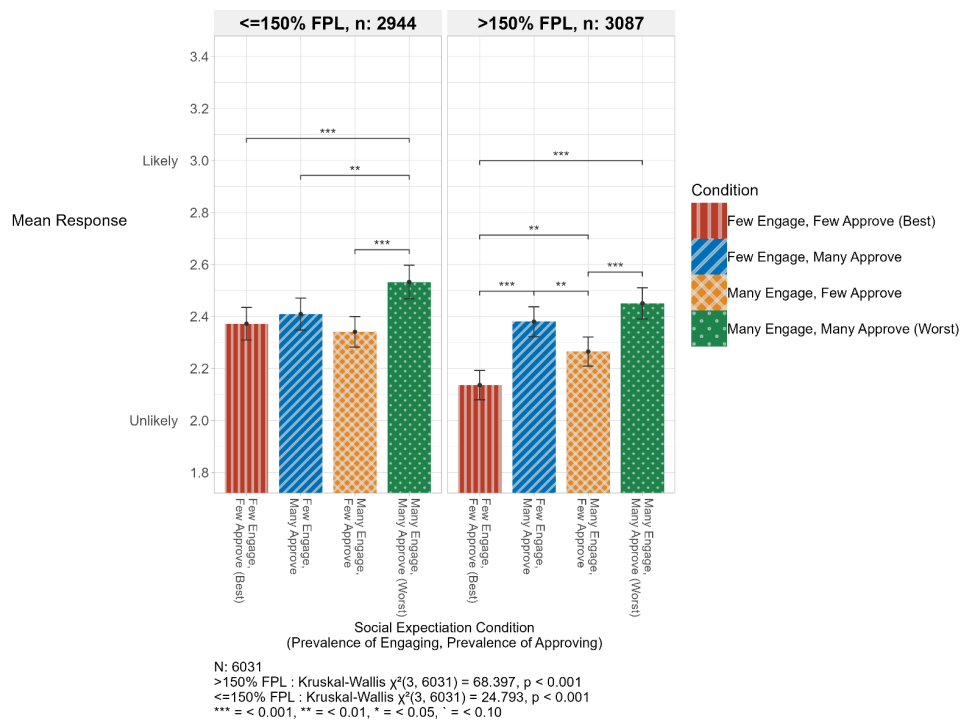 <=150% FPL, n: 2944
>150% FPL, n: 3087
3.4
3.2
Likely
3.0
2.8
Mean Response
2.6
2.4
2.2
Unlikely
2.0
1.8
***
**
***
***
**
***
***
**
Condition
Few Engage, Few Approve (Best)
Few Engage, Many Approve
Many Engage, Few Approve
Many Engage, Many Approve (Worst)
Few Engage,
Few Approve (Best)
Few Engage,
Many Approve
Many Engage,
Few Approve
Many Engage,
Many Approve (Worst)
Few Engage,
Few Approve (Best)
Few Engage,
Many Approve
Many Engage,
Few Approve
Many Engage,
Many Approve (Worst)
Social Expectiation Condition
(Prevalence of Engaging, Prevalence of Approving)
N: 6031
>150% FPL : Kruskal-Wallis χ²(3, 6031) = 68.397, p < 0.001
<=150% FPL : Kruskal-Wallis χ²(3, 6031) = 24.793, p < 0.001
*** = < 0.001, ** = < 0.01, * = < 0.05, ` = < 0.10